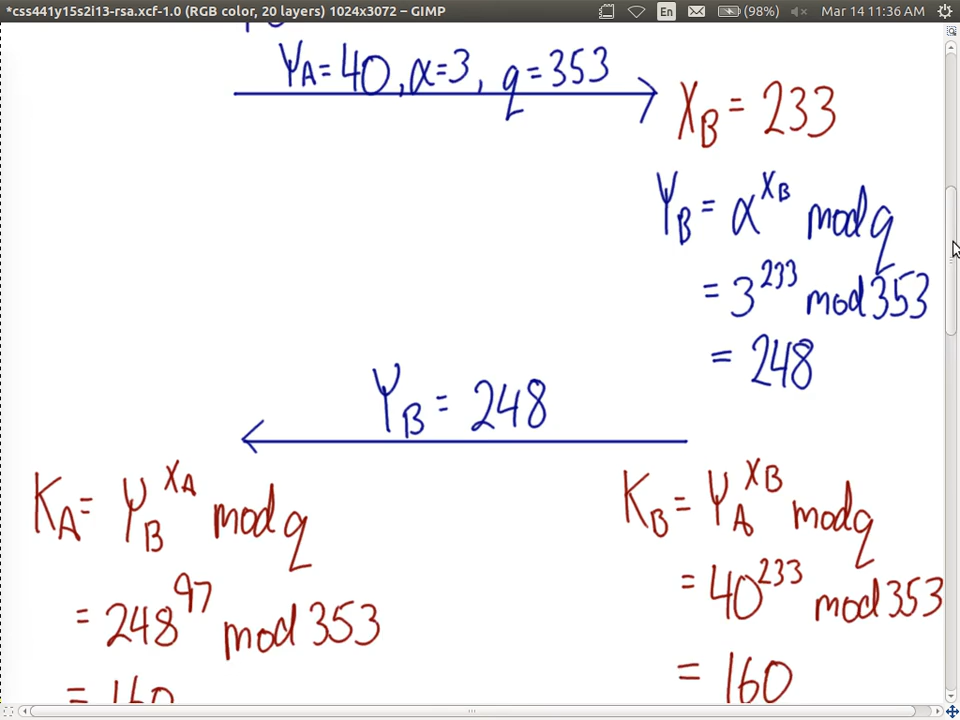 *css441y15s2i13-rsa.xcf-1.0 (RGB color, 20 layers) 1024x3072 – GIMP
En (98%) Mar 14 11:36 AM
YA=40, α=3, q=353
XB = 233
YB = α^XB mod q
= 3^233 mod 353
= 248
YB = 248
KA= YB^XA mod q
= 248^97 mod 353
= 160
KB = YA^XB mod q
= 40^233 mod 353
= 160